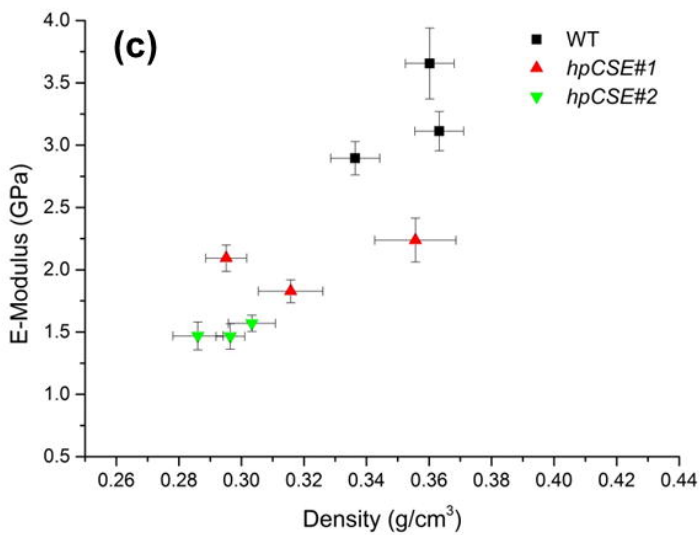 (c)
WT
hpCSE#1
hpCSE#2
4.0
3.5
3.0
2.5
2.0
1.5
1.0
0.5
E-Modulus (GPa)
0.26 0.28 0.30 0.32 0.34 0.36 0.38 0.40 0.42 0.44
Density (g/cm³)